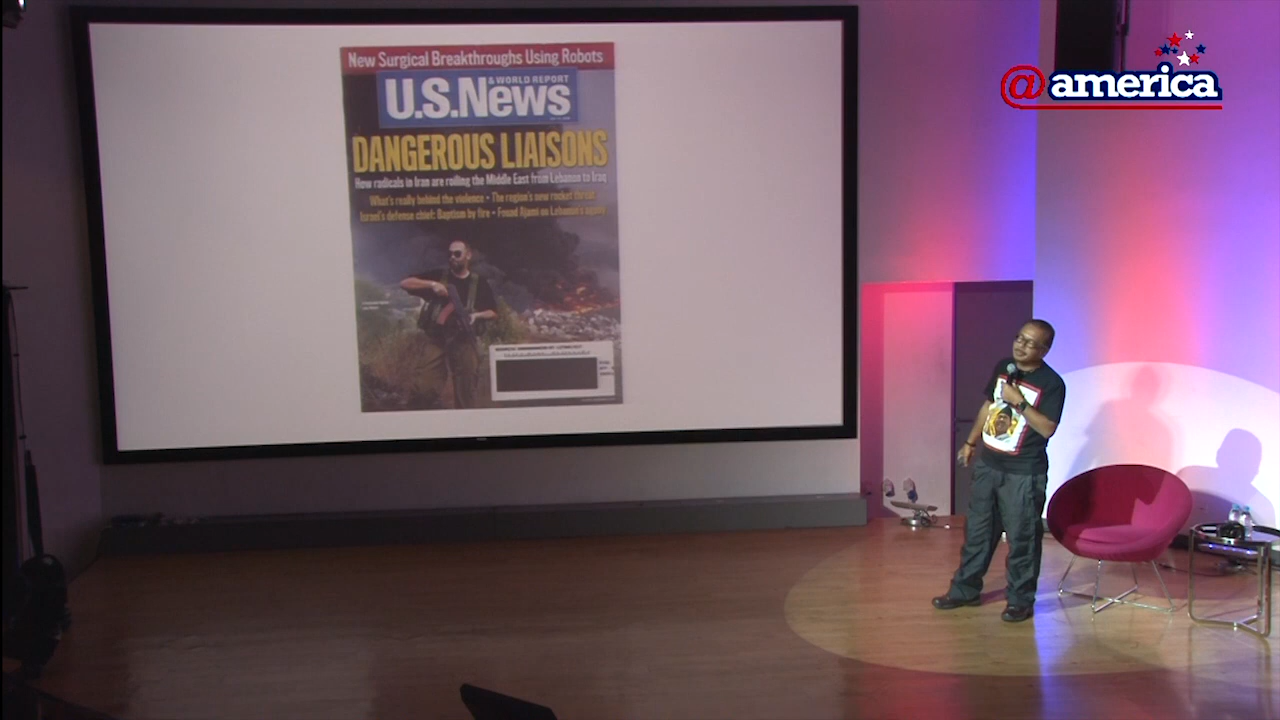 New Surgical Breakthroughs Using Robots
U.S.News
& WORLD REPORT
DANGEROUS LIAISONS
How radicals in Iran are roiling the Middle East from Lebanon to Iraq
What's really behind the violence • The region's new rocket threat
Israel's defense chief: Baptism by fire • Fouad Ajami on Lebanon's agony
@america